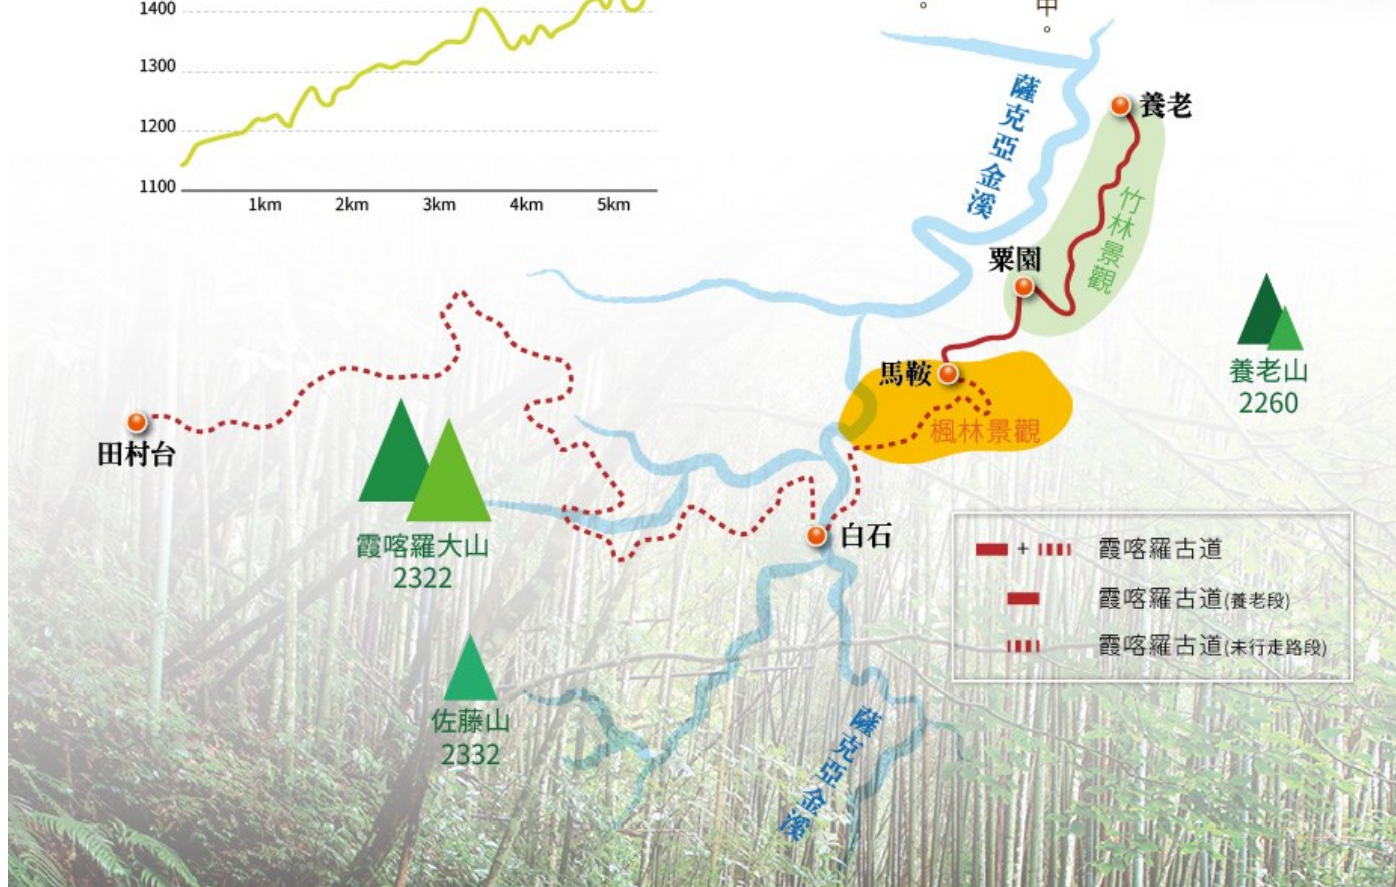 1400
1300
1200
1100
1km 2km 3km 4km 5km
。
中。
薩克亞金溪
養老
竹林景觀
粟園
馬鞍
楓林景觀
養老山
2260
田村台
霞喀羅大山
2322
白石
佐藤山
2332
薩克亞金溪
+ 霞喀羅古道
霞喀羅古道(養老段)
霞喀羅古道(未行走路段)